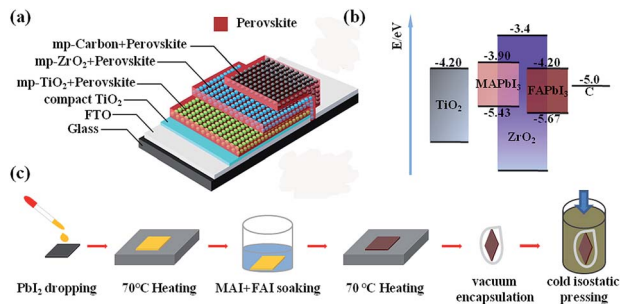 (a)
Perovskite
mp-Carbon+Perovskite
mp-ZrO2+Perovskite
mp-TiO2+Perovskite
compact TiO2
FTO
Glass
(b)
E/eV
-3.4
-4.20
-3.90
-4.20
-5.0
C
TiO2
MAPbI3
FAPbI3
-5.43
-5.67
ZrO2
(c)
PbI2 dropping
70°C Heating
MAI+FAI soaking
70 °C Heating
vacuum
encapsulation
cold isostatic
pressing